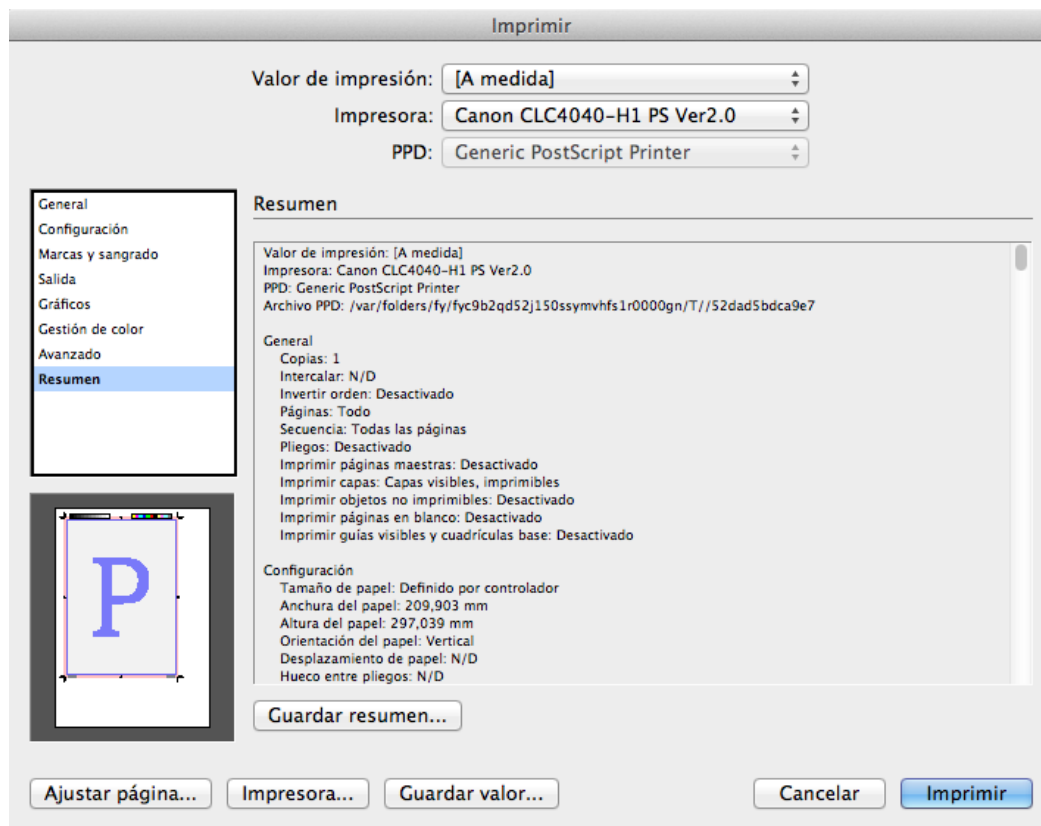 Imprimir
Valor de impresión: [A medida]
Impresora: Canon CLC4040-H1 PS Ver2.0
PPD: Generic PostScript Printer
General
Configuración
Marcas y sangrado
Salida
Gráficos
Gestión de color
Avanzado
Resumen
P
Resumen
Valor de impresión: [A medida]
Impresora: Canon CLC4040-H1 PS Ver2.0
PPD: Generic PostScript Printer
Archivo PPD: /var/folders/fy/fyc9b2qd52j150ssymvhfs1r0000gn/T//52dad5bdca9e7
General
Copias: 1
Intercalar: N/D
Invertir orden: Desactivado
Páginas: Todo
Secuencia: Todas las páginas
Pliegos: Desactivado
Imprimir páginas maestras: Desactivado
Imprimir capas: Capas visibles, imprimibles
Imprimir objetos no imprimibles: Desactivado
Imprimir páginas en blanco: Desactivado
Imprimir guías visibles y cuadrículas base: Desactivado
Configuración
Tamaño de papel: Definido por controlador
Anchura del papel: 209,903 mm
Altura del papel: 297,039 mm
Orientación del papel: Vertical
Desplazamiento de papel: N/D
Hueco entre pliegos: N/D
Guardar resumen...
Ajustar página... Impresora... Guardar valor... Cancelar Imprimir